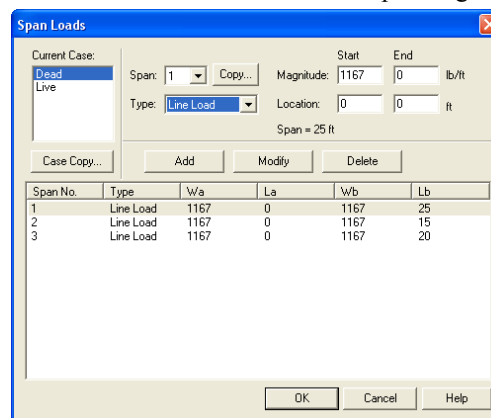 Span Loads
Current Case:
Dead
Live
Span: 1 Copy...
Type: Line Load
Start End
Magnitude: 1167 0 lb/ft
Location: 0 0 ft
Span = 25 ft
Case Copy... Add Modify Delete
Span No. Type Wa La Wb Lb
1 Line Load 1167 0 1167 25
2 Line Load 1167 0 1167 15
3 Line Load 1167 0 1167 20
OK Cancel Help